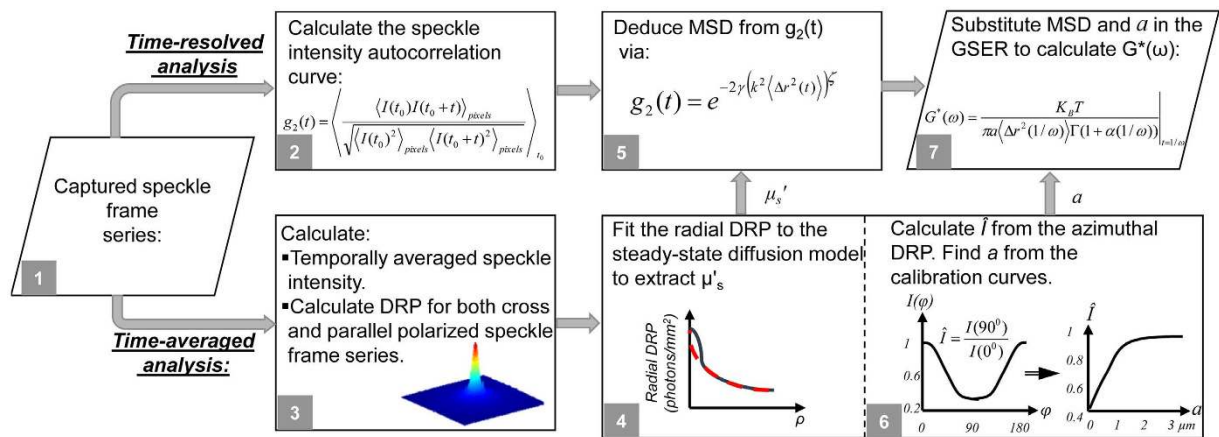 Time-resolved
analysis
Captured speckle
frame
series:
1
Time-averaged
analysis:
Calculate the speckle
intensity autocorrelation
curve:
g₂(t) = ⟨ ⟨I(t₀)I(t₀+t)⟩pixels / √(⟨I(t₀)²⟩pixels ⟨I(t₀+t)²⟩pixels) ⟩t₀
2
Calculate:
▪Temporally averaged speckle
intensity.
▪Calculate DRP for both cross
and parallel polarized speckle
frame series.
3
Deduce MSD from g₂(t)
via:
g₂(t) = e^(−2γ(k²⟨Δr²(t)⟩)^ζ)
5
μs′
Fit the radial DRP to the
steady-state diffusion model
to extract μ's
Radial DRP
(photons/mm²)
ρ
4
Substitute MSD and a in the
GSER to calculate G*(ω):
G*(ω) = K_BT / πa⟨Δr²(1/ω)⟩Γ(1+α(1/ω)) |t=1/ω
7
a
Calculate Î from the azimuthal
DRP. Find a from the
calibration curves.
I(φ)
1
0.6
0.2
Î = I(90⁰) / I(0⁰)
0 90 180 φ
Î
1
0.8
0.6
0.4
0 1 2 3 μm
a
6